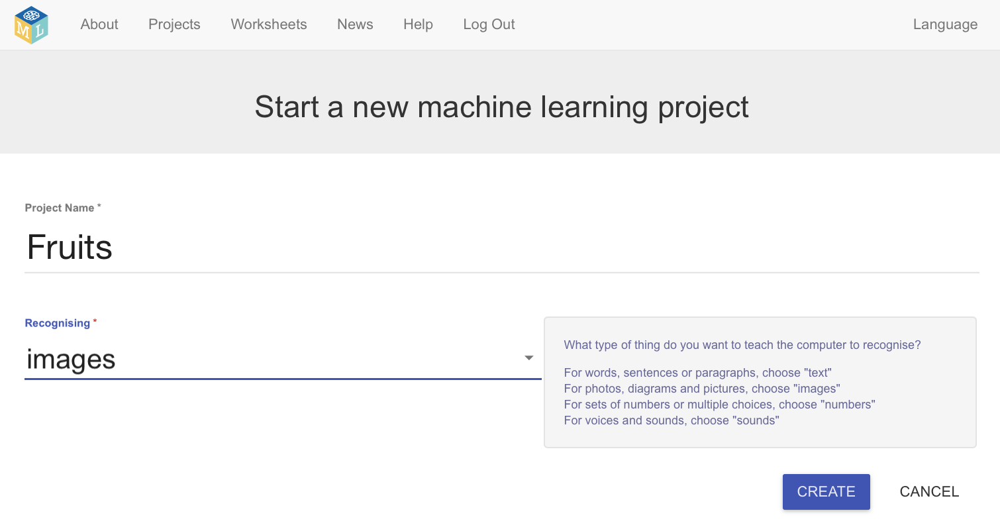 M L
About Projects Worksheets News Help Log Out Language
Start a new machine learning project
Project Name *
Fruits
Recognising *
images
What type of thing do you want to teach the computer to recognise?
For words, sentences or paragraphs, choose "text"
For photos, diagrams and pictures, choose "images"
For sets of numbers or multiple choices, choose "numbers"
For voices and sounds, choose "sounds"
CREATE CANCEL